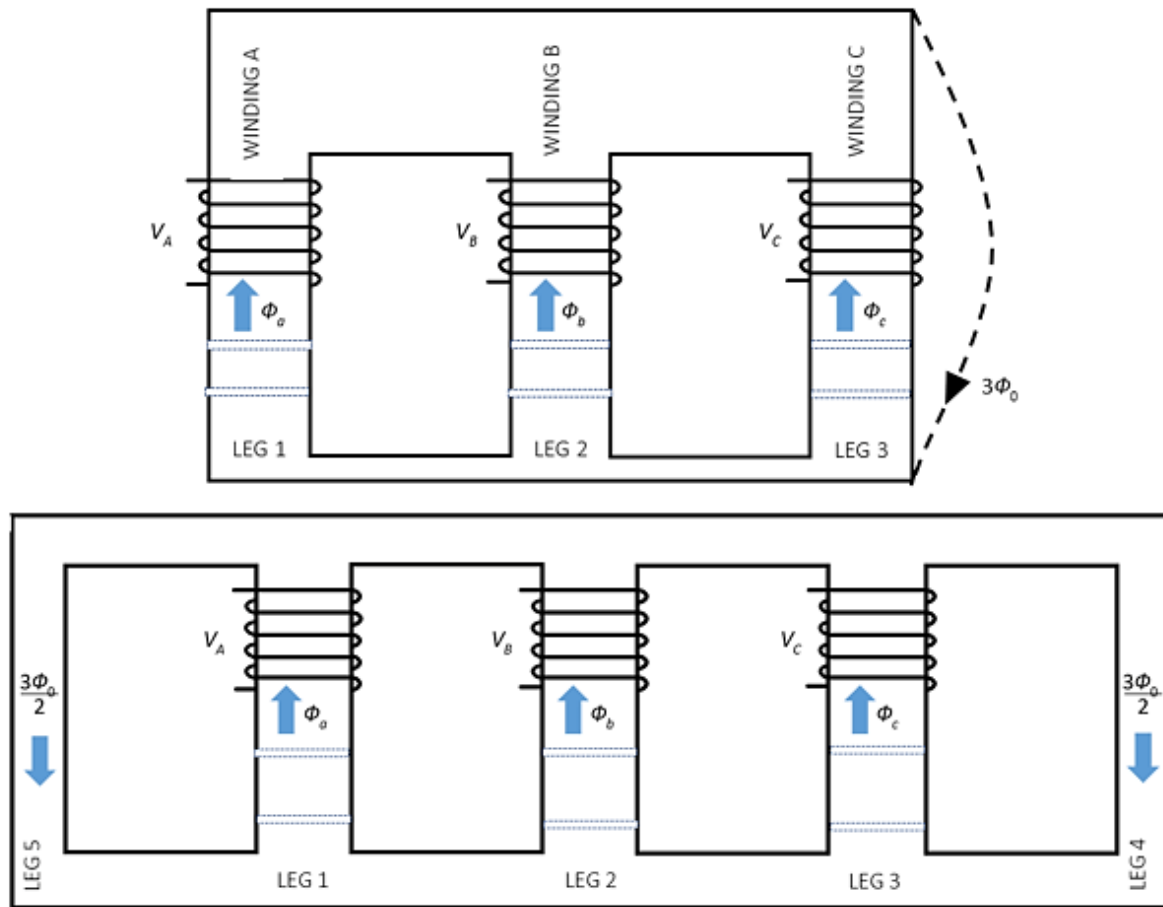 WINDING A
WINDING B
WINDING C
V_A
V_B
V_C
Φ_a
Φ_b
Φ_c
3Φ_0
LEG 1
LEG 2
LEG 3
V_A
V_B
V_C
3Φ_0/2
Φ_a
Φ_b
Φ_c
3Φ_0/2
LEG 5
LEG 1
LEG 2
LEG 3
LEG 4